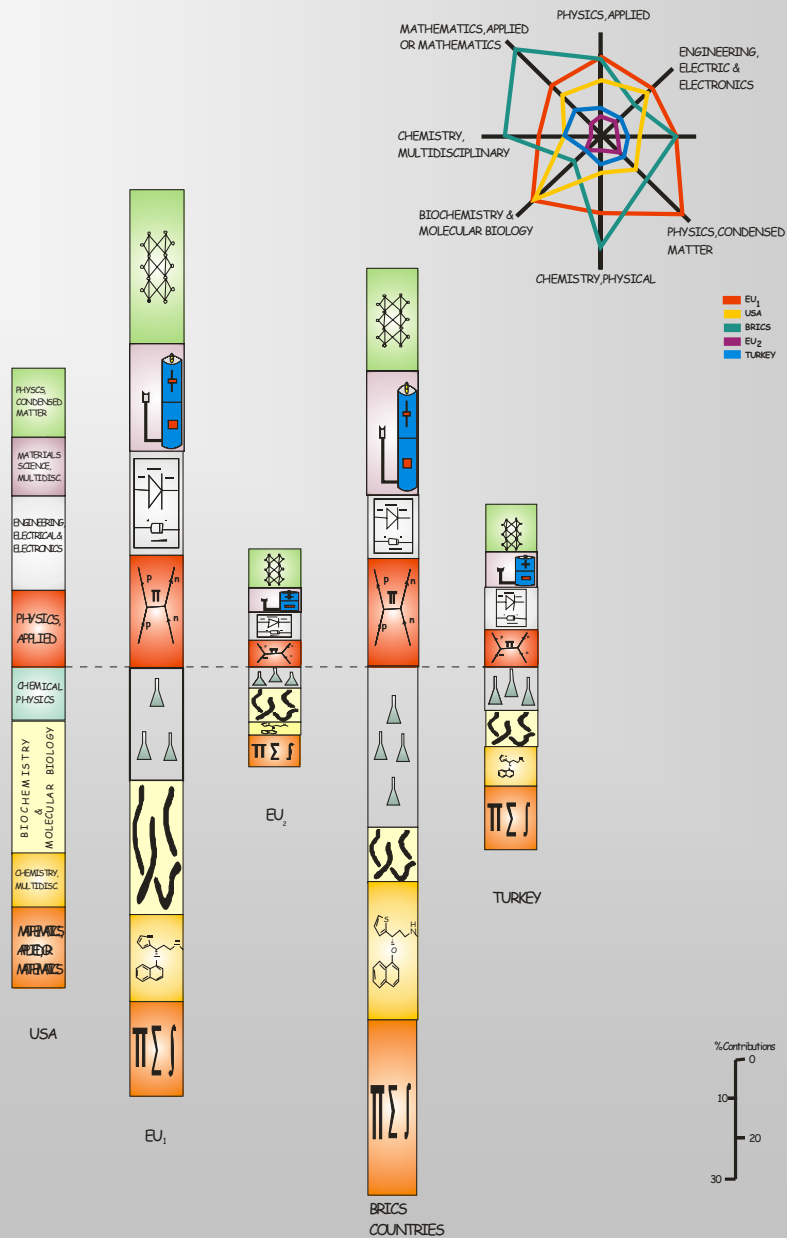 PHYSICS,APPLIED
MATHEMATICS,APPLIED
OR MATHEMATICS
ENGINEERING,
ELECTRIC &
ELECTRONICS
CHEMISTRY,
MULTIDISCIPLINARY
BIOCHEMISTRY &
MOLECULAR BIOLOGY
PHYSICS,CONDENSED
MATTER
CHEMISTRY,PHYSICAL
EU1
USA
BRICS
EU2
TURKEY
PHYSCS,
CONDENSED
MATTER
MATERIALS
SCIENCE,
MULTIDISC.
ENGINEERING,
ELECTRICAL&
ELECTRONICS
PHYSICS,
APPLIED
CHEMICAL
PHYSICS
BIOCHEMISTRY
&
MOLECULAR BIOLOGY
CHEMISTRY,
MULTIDISC.
MATHEMATICS,
APPLIED,OR
MATHEMATICS
USA
p n
π
p n
π Σ ∫
EU1
π
π Σ ∫
EU2
p n
π
p n
S
H
N
O
π Σ ∫
BRICS
COUNTRIES
π
π Σ ∫
TURKEY
%Contributions
0
10
20
30